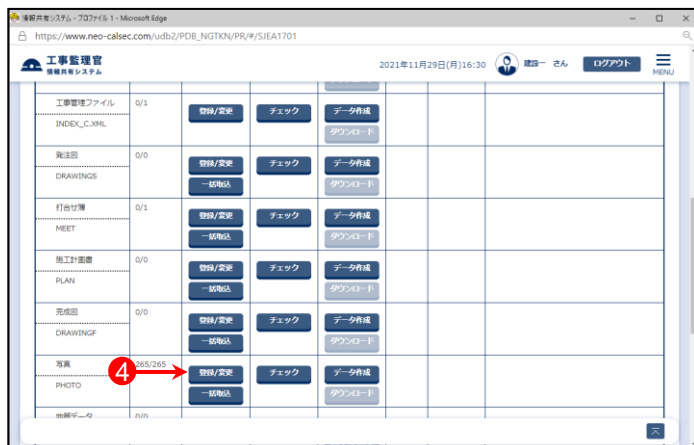 情報共有システム - プロファイル 1 - Microsoft Edge
https://www.neo-calsec.com/udb2/PDB_NGTKN/PR/#/SJEA1701
工事監理官
情報共有システム
2021年11月29日(月)16:30 建設一 さん ログアウト MENU
工事管理ファイル 0/1 登録/変更 チェック データ作成
INDEX_C.XML ダウンロード
発注図 0/0 登録/変更 チェック データ作成
DRAWINGS 一括取込 ダウンロード
打合せ簿 0/1 登録/変更 チェック データ作成
MEET 一括取込 ダウンロード
施工計画書 0/0 登録/変更 チェック データ作成
PLAN 一括取込 ダウンロード
完成図 0/0 登録/変更 チェック データ作成
DRAWINGF 一括取込 ダウンロード
写真 4 265/265 登録/変更 チェック データ作成
PHOTO 一括取込 ダウンロード
地質データ 0/0